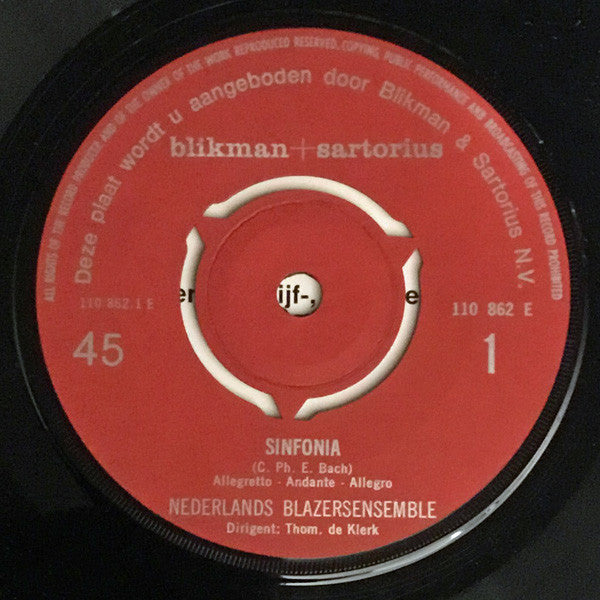 ALL RIGHTS OF THE RECORD PRODUCER AND OF THE OWNER OF THE WORK REPRODUCED RESERVED. COPYING, PUBLIC PERFORMANCE AND BROADCASTING OF THIS RECORD PROHIBITED
Deze plaat wordt u aangeboden door Blikman & Sartorius N.V.
blikman+sartorius
110 862.1 E
er
ijf-,
e
110 862 E
45
1
SINFONIA
(C. Ph. E. Bach)
Allegretto - Andante - Allegro
NEDERLANDS BLAZERSENSEMBLE
Dirigent: Thom. de Klerk